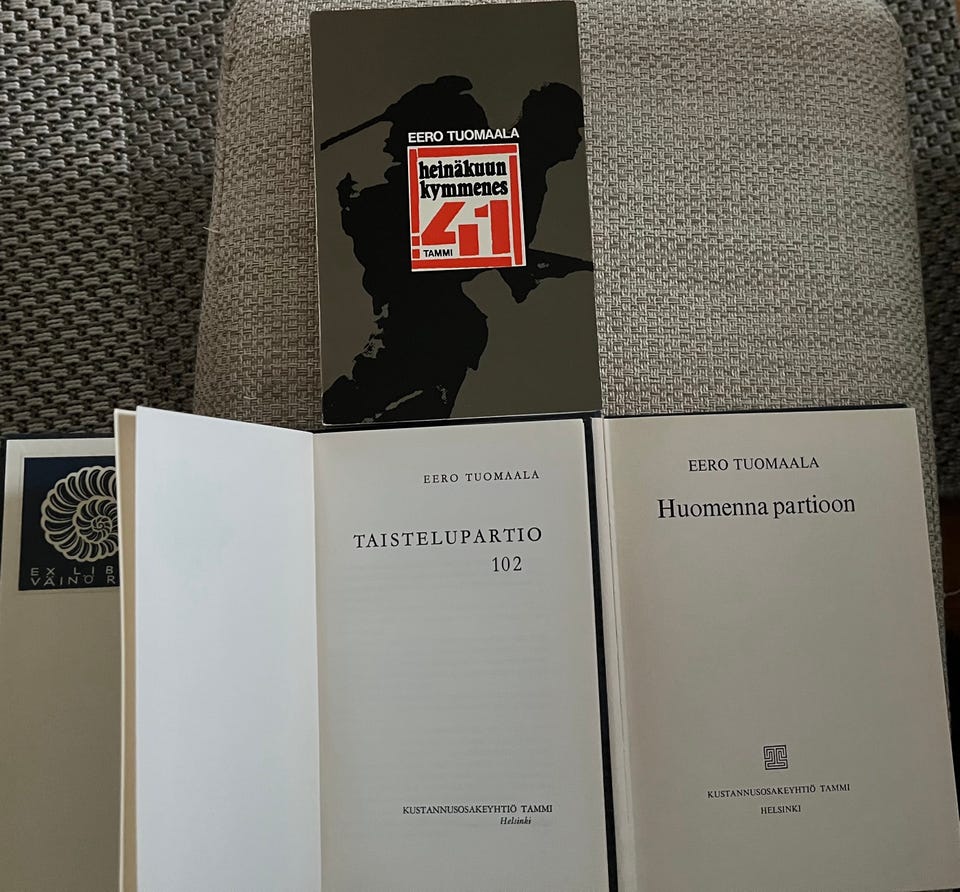 EERO TUOMAALA
heinäkuun
kymmenes
41
TAMMI
EX LIB
VÄINÖ R
EERO TUOMAALA
TAISTELUPARTIO
102
KUSTANNUSOSAKEYHTIÖ TAMMI
Helsinki
EERO TUOMAALA
Huomenna partioon
KUSTANNUSOSAKEYHTIÖ TAMMI
HELSINKI